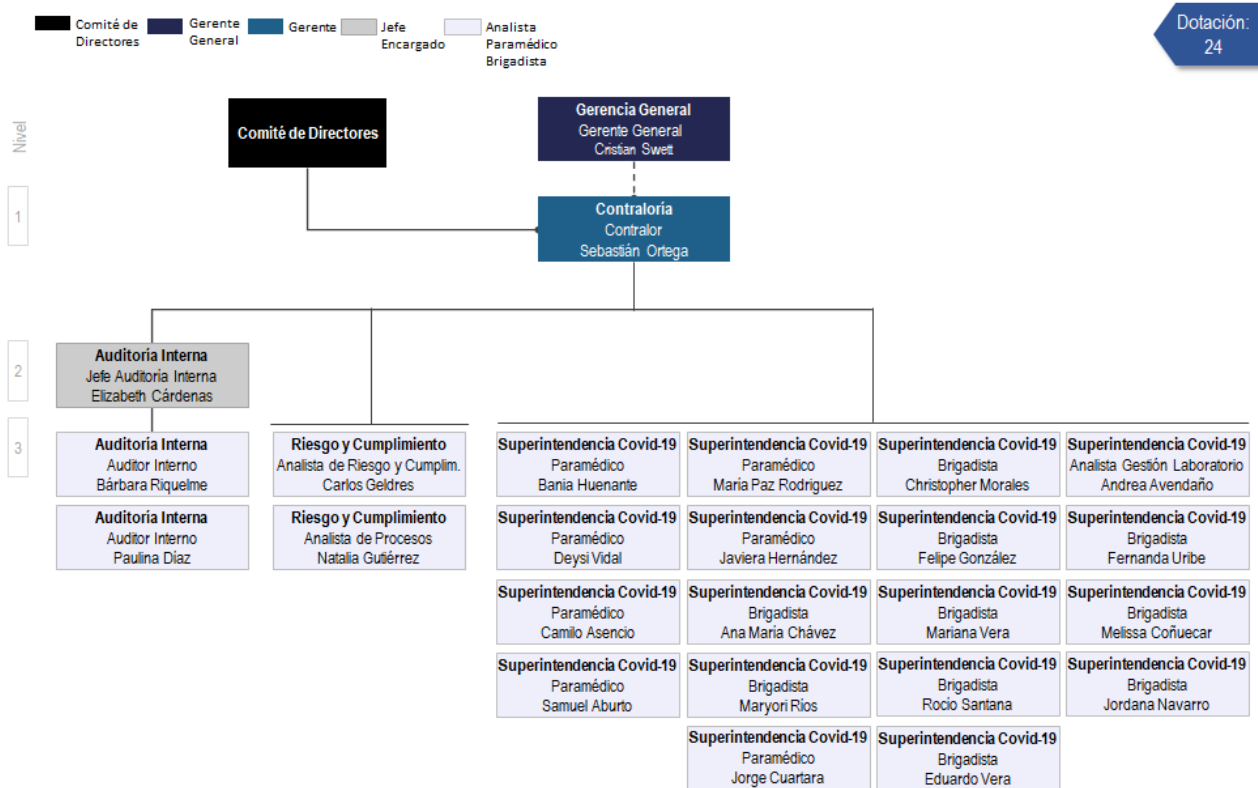 Comité de
Directores
Gerente
General
Gerente
Jefe
Encargado
Analista
Paramédico
Brigadista
Dotación:
24
Nivel
1
2
3
Comité de Directores
Gerencia General
Gerente General
Cristian Swett
Contraloría
Contralor
Sebastián Ortega
Auditoría Interna
Jefe Auditoría Interna
Elizabeth Cárdenas
Auditoría Interna
Auditor Interno
Bárbara Riquelme
Auditoría Interna
Auditor Interno
Paulina Díaz
Riesgo y Cumplimiento
Analista de Riesgo y Cumplim.
Carlos Geldres
Riesgo y Cumplimiento
Analista de Procesos
Natalia Gutiérrez
Superintendencia Covid-19
Paramédico
Bania Huenante
Superintendencia Covid-19
Paramédico
Deysi Vidal
Superintendencia Covid-19
Paramédico
Camilo Asencio
Superintendencia Covid-19
Paramédico
Samuel Aburto
Superintendencia Covid-19
Paramédico
María Paz Rodriguez
Superintendencia Covid-19
Paramédico
Javiera Hernández
Superintendencia Covid-19
Brigadista
Ana María Chávez
Superintendencia Covid-19
Brigadista
Maryori Ríos
Superintendencia Covid-19
Paramédico
Jorge Cuartara
Superintendencia Covid-19
Brigadista
Christopher Morales
Superintendencia Covid-19
Brigadista
Felipe González
Superintendencia Covid-19
Brigadista
Mariana Vera
Superintendencia Covid-19
Brigadista
Rocío Santana
Superintendencia Covid-19
Brigadista
Eduardo Vera
Superintendencia Covid-19
Analista Gestión Laboratorio
Andrea Avendaño
Superintendencia Covid-19
Brigadista
Fernanda Uribe
Superintendencia Covid-19
Brigadista
Melissa Coñuecar
Superintendencia Covid-19
Brigadista
Jordana Navarro